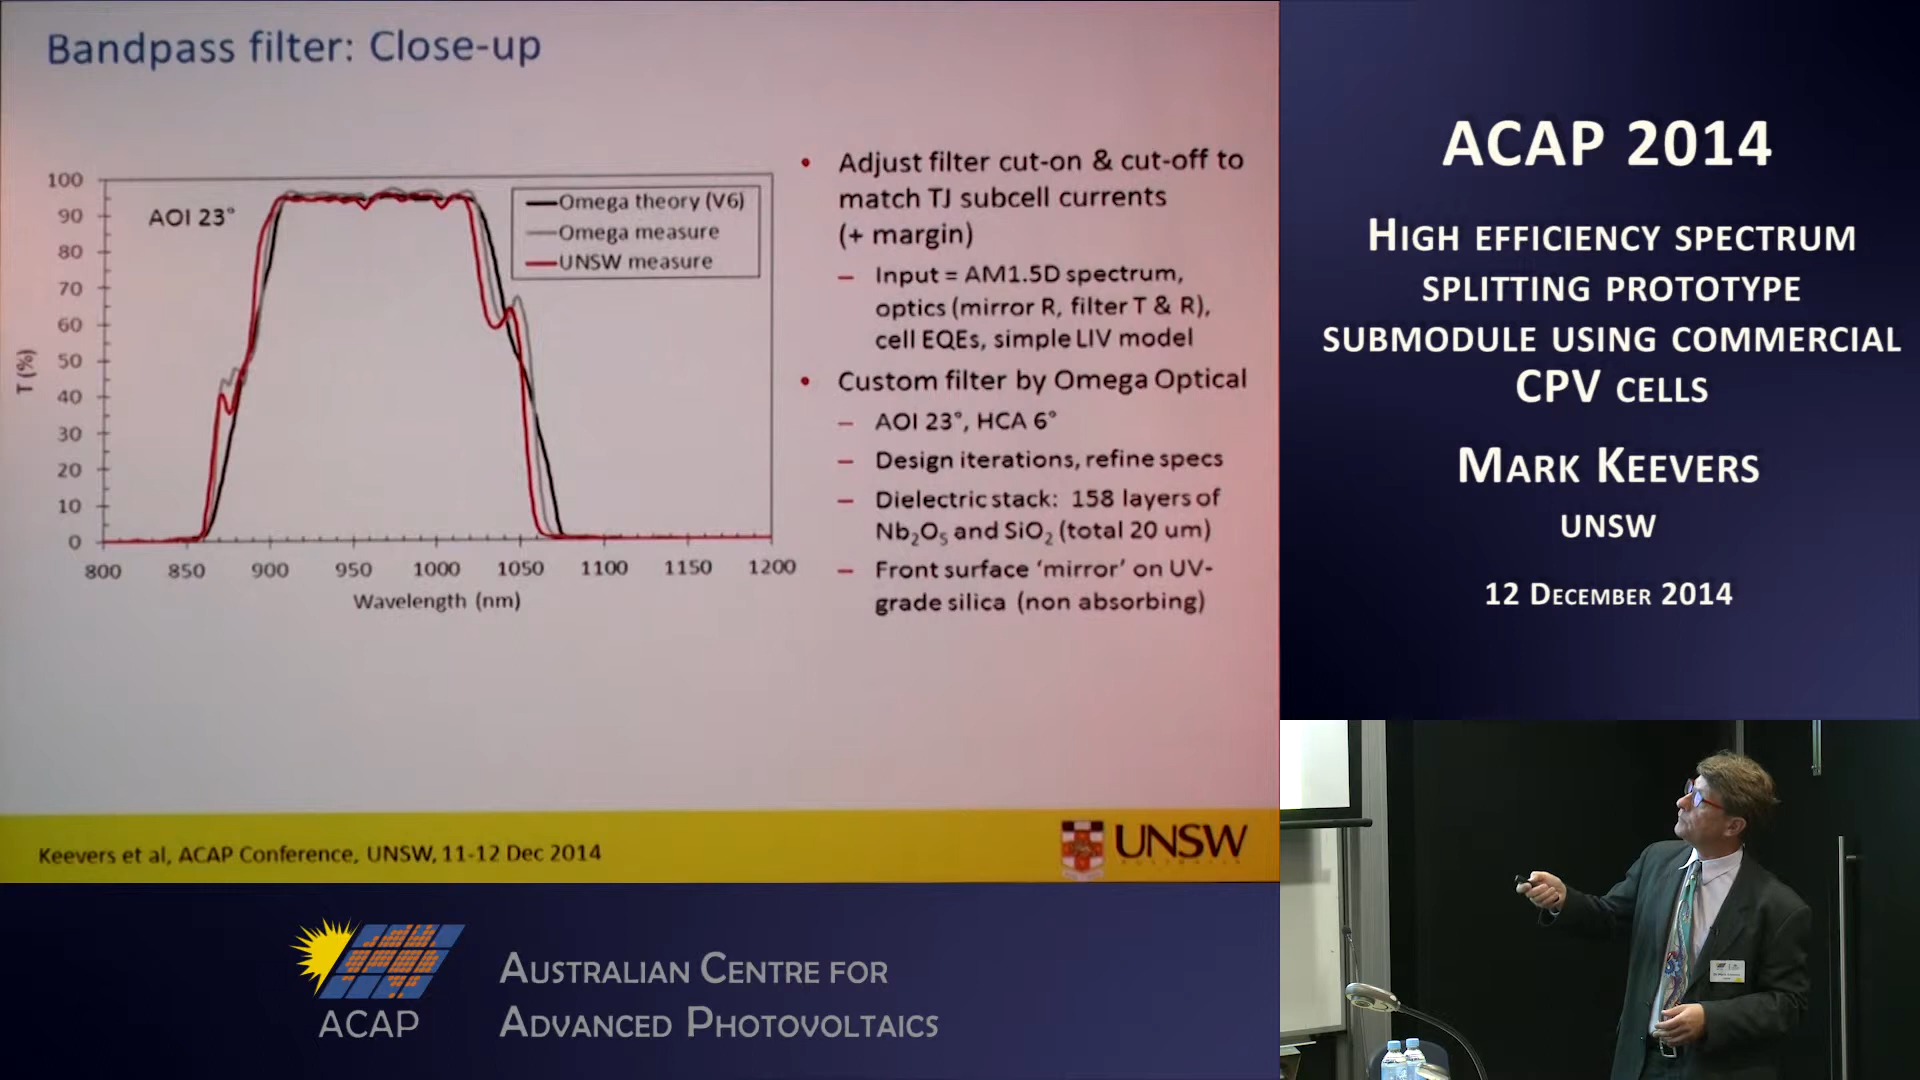 Bandpass filter: Close-up
100
90
80
70
60
50
40
30
20
10
0
T (%)
AOI 23°
Omega theory (V6)
Omega measure
UNSW measure
800 850 900 950 1000 1050 1100 1150 1200
Wavelength (nm)
• Adjust filter cut-on & cut-off to
match TJ subcell currents
(+ margin)
– Input = AM1.5D spectrum,
optics (mirror R, filter T & R),
cell EQEs, simple LIV model
• Custom filter by Omega Optical
– AOI 23°, HCA 6°
– Design iterations, refine specs
– Dielectric stack: 158 layers of
Nb₂O₅ and SiO₂ (total 20 um)
– Front surface ‘mirror’ on UV-
grade silica (non absorbing)
Keevers et al, ACAP Conference, UNSW, 11-12 Dec 2014
UNSW
ACAP
AUSTRALIAN CENTRE FOR
ADVANCED PHOTOVOLTAICS
ACAP 2014
HIGH EFFICIENCY SPECTRUM
SPLITTING PROTOTYPE
SUBMODULE USING COMMERCIAL
CPV CELLS
MARK KEEVERS
UNSW
12 DECEMBER 2014